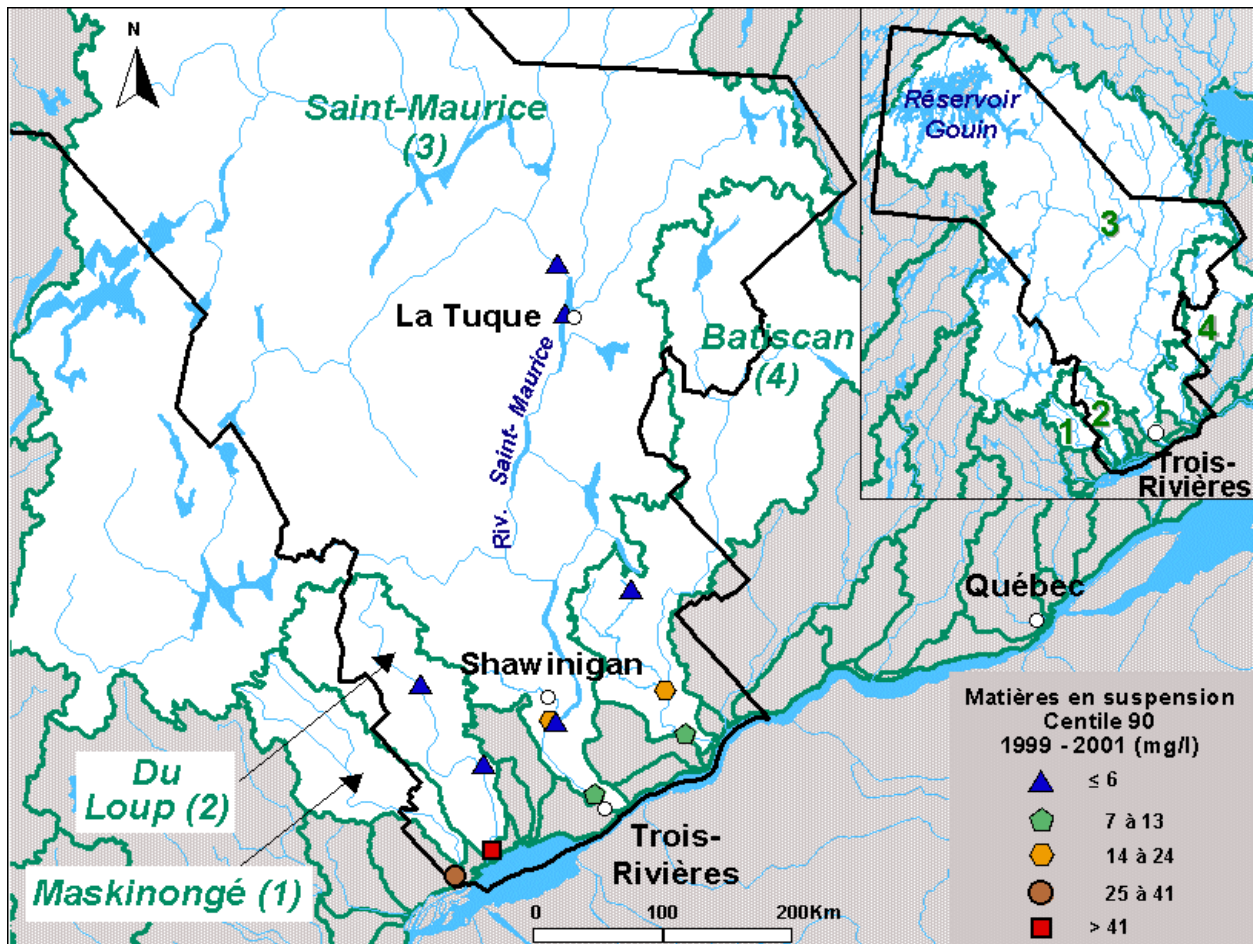 N
Saint-Maurice
(3)
Réservoir
Gouin
3
4
2
1
Trois-
Rivières
La Tuque
Batiscan
(4)
Riv. Saint- Maurice
Québec
Shawinigan
Du
Loup (2)
Maskinongé (1)
Trois-
Rivières
0 100 200Km
Matières en suspension
Centile 90
1999 - 2001 (mg/l)
≤ 6
7 à 13
14 à 24
25 à 41
> 41